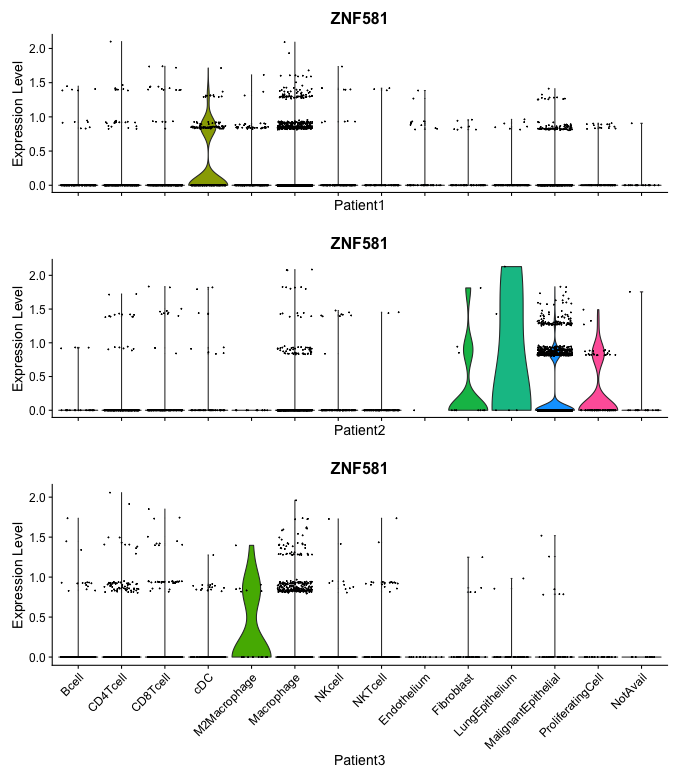 ZNF581
Expression Level
2.0
1.5
1.0
0.5
0.0
Patient1
ZNF581
Expression Level
2.0
1.5
1.0
0.5
0.0
Patient2
ZNF581
Expression Level
2.0
1.5
1.0
0.5
0.0
Bcell
CD4Tcell
CD8Tcell
cDC
M2Macrophage
Macrophage
NKcell
NKTcell
Endothelium
Fibroblast
LungEpithelium
MalignantEpithelial
ProliferatingCell
NotAvail
Patient3